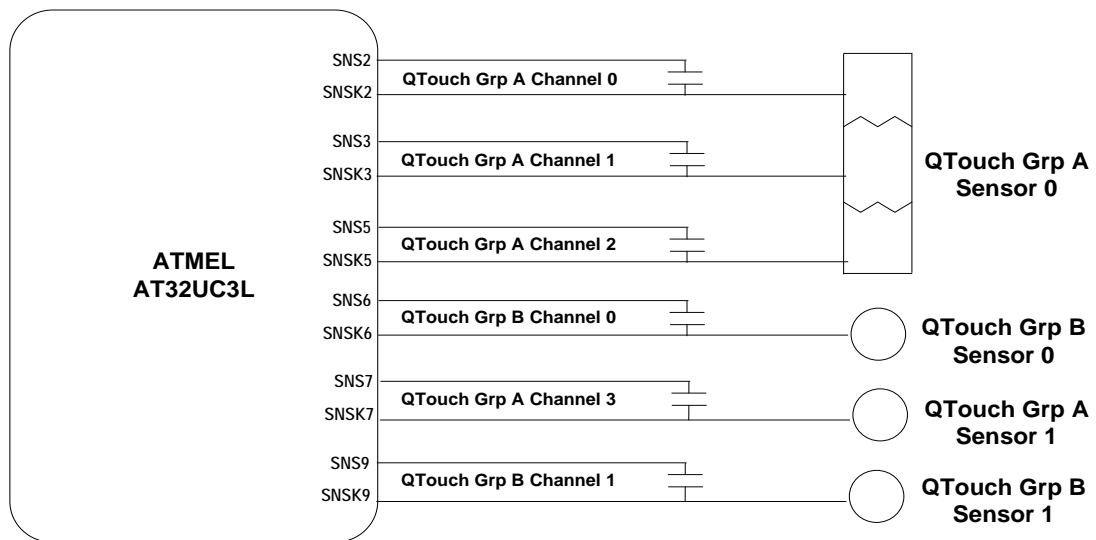 SNS2
QTouch Grp A Channel 0
SNSK2
SNS3
QTouch Grp A Channel 1
SNSK3
QTouch Grp A
Sensor 0
SNS5
QTouch Grp A Channel 2
SNSK5
ATMEL
AT32UC3L
SNS6
QTouch Grp B Channel 0
SNSK6
QTouch Grp B
Sensor 0
SNS7
QTouch Grp A Channel 3
SNSK7
QTouch Grp A
Sensor 1
SNS9
QTouch Grp B Channel 1
SNSK9
QTouch Grp B
Sensor 1